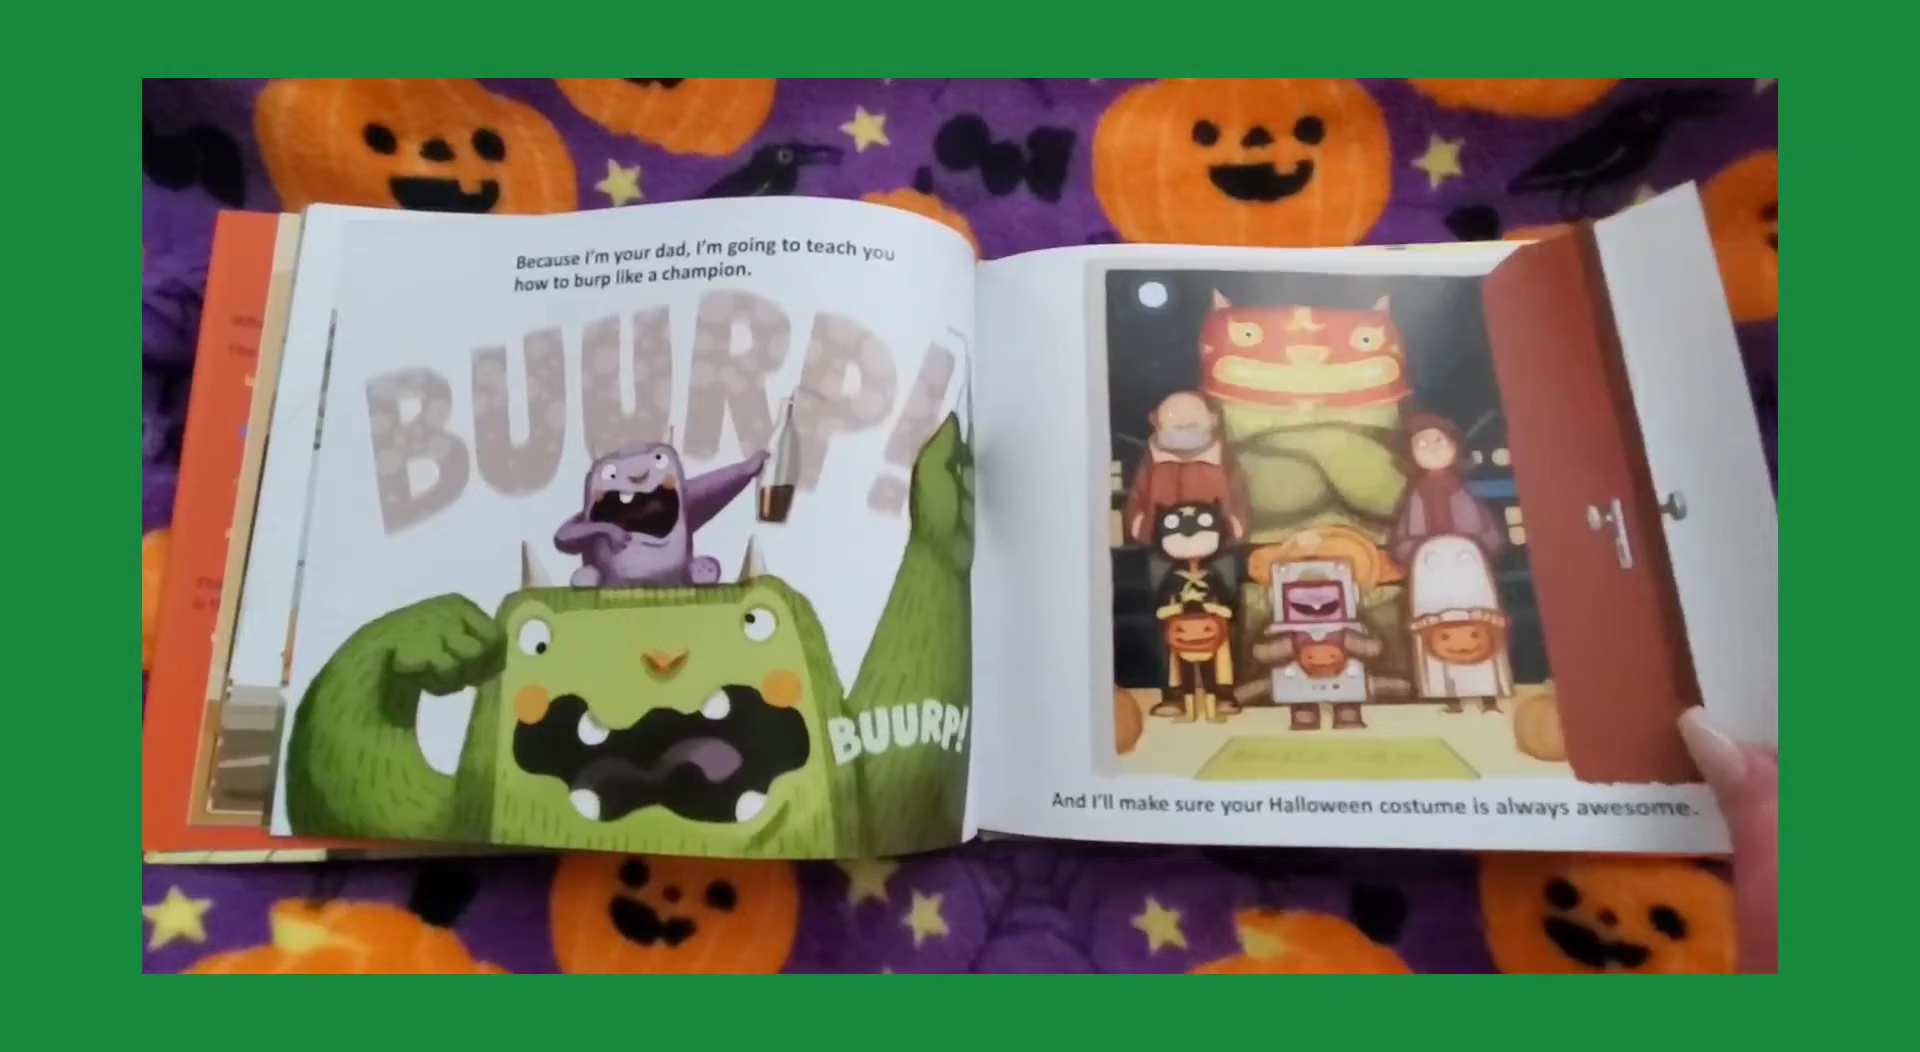 Because I'm your dad, I'm going to teach you
how to burp like a champion.
BUURP!
BUURP!
And I'll make sure your Halloween costume is always awesome.